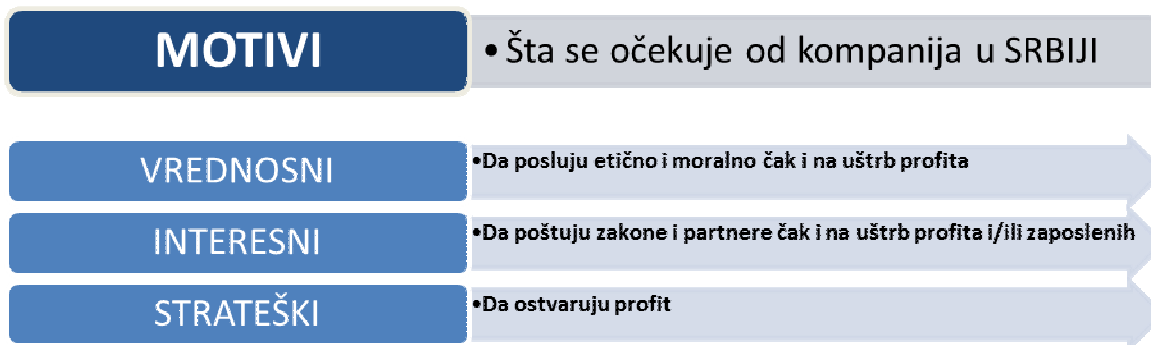 MOTIVI
•Šta se očekuje od kompanija u SRBIJI
VREDNOSNI
•Da posluju etično i moralno čak i na uštrb profita
INTERESNI
•Da poštuju zakone i partnere čak i na uštrb profita i/ili zaposlenih
STRATEŠKI
•Da ostvaruju profit